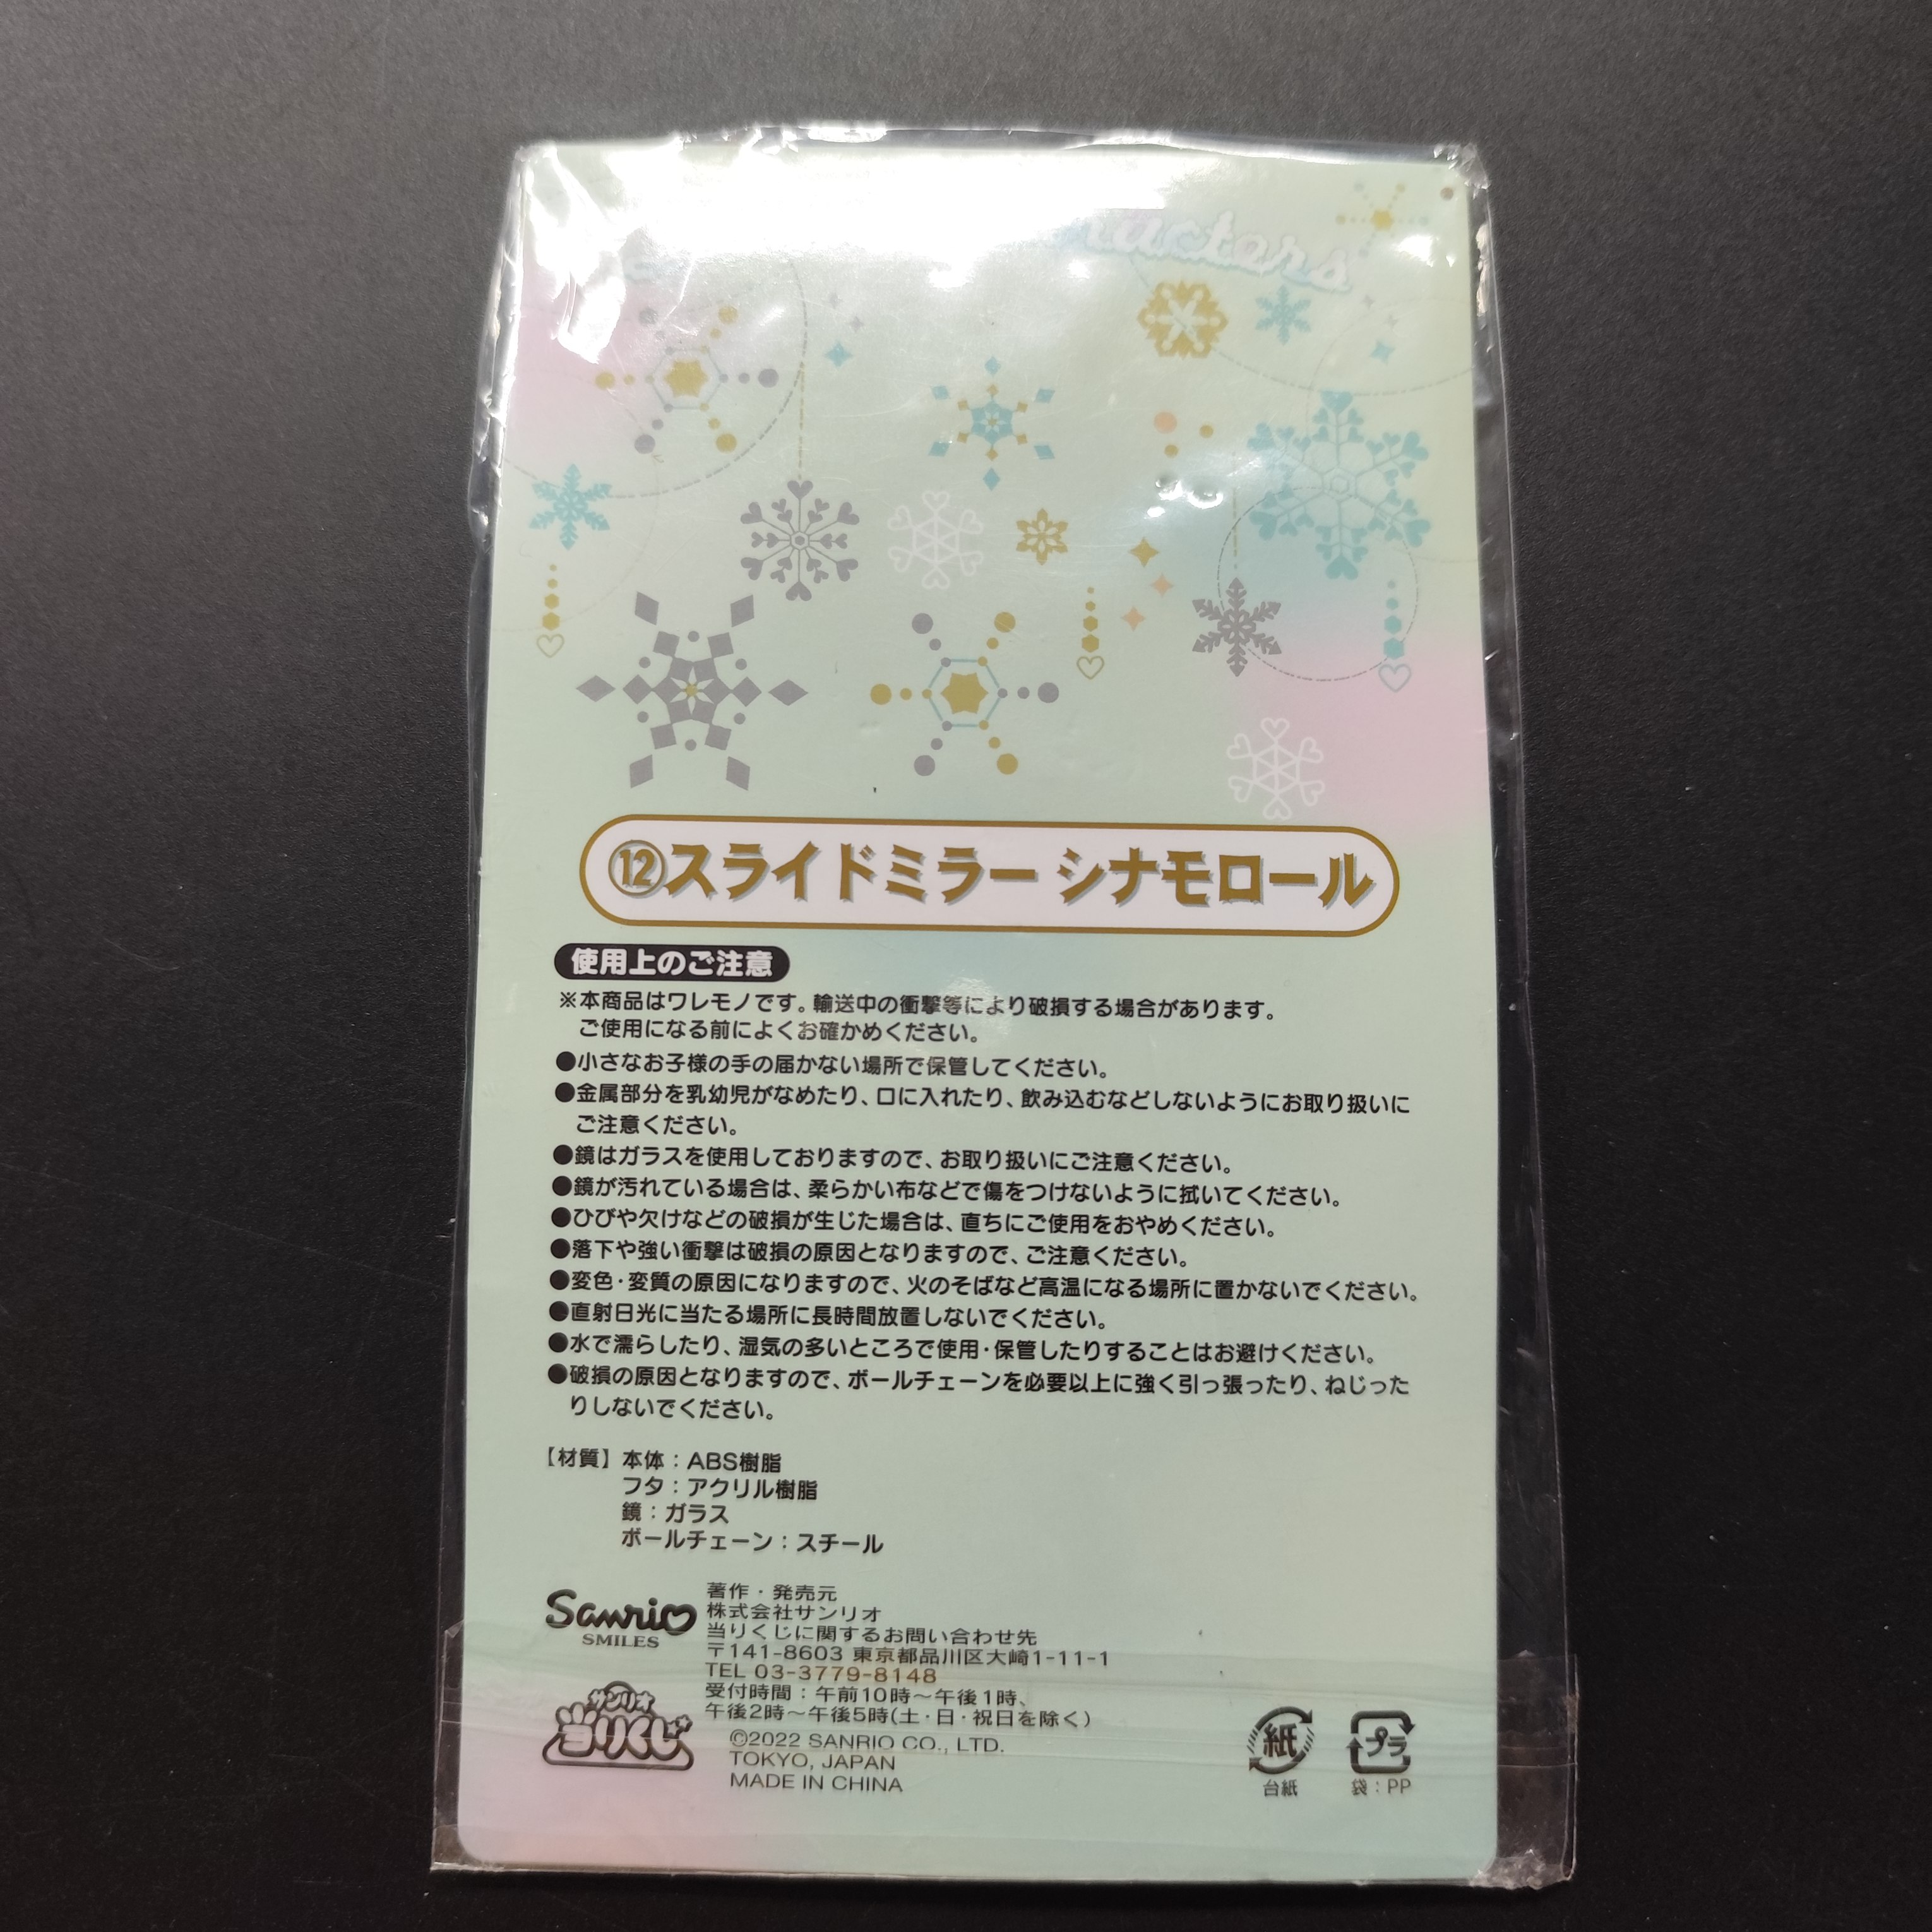 ⑫スライドミラー シナモロール
使用上のご注意
※本商品はワレモノです。輸送中の衝撃等により破損する場合があります。
ご使用になる前によくお確かめください。
●小さなお子様の手の届かない場所で保管してください。
●金属部分を乳幼児がなめたり、口に入れたり、飲み込むなどしないようにお取り扱いに
ご注意ください。
●鏡はガラスを使用しておりますので、お取り扱いにご注意ください。
●鏡が汚れている場合は、柔らかい布などで傷をつけないように拭いてください。
●ひびや欠けなどの破損が生じた場合は、直ちにご使用をおやめください。
●落下や強い衝撃は破損の原因となりますので、ご注意ください。
●変色・変質の原因になりますので、火のそばなど高温になる場所に置かないでください。
●直射日光に当たる場所に長時間放置しないでください。
●水で濡らしたり、湿気の多いところで使用・保管したりすることはお避けください。
●破損の原因となりますので、ボールチェーンを必要以上に強く引っ張ったり、ねじった
りしないでください。
【材質】本体：ABS樹脂
フタ：アクリル樹脂
鏡：ガラス
ボールチェーン：スチール
Sanrio
SMILES
著作・発売元
株式会社サンリオ
当りくじに関するお問い合わせ先
〒141-8603 東京都品川区大崎1-11-1
TEL 03-3779-8148
受付時間：午前10時～午後1時、
午後2時～午後5時(土・日・祝日を除く)
サンリオ
当りくじ
©2022 SANRIO CO., LTD.
TOKYO, JAPAN
MADE IN CHINA
紙
台紙
プラ
袋：PP